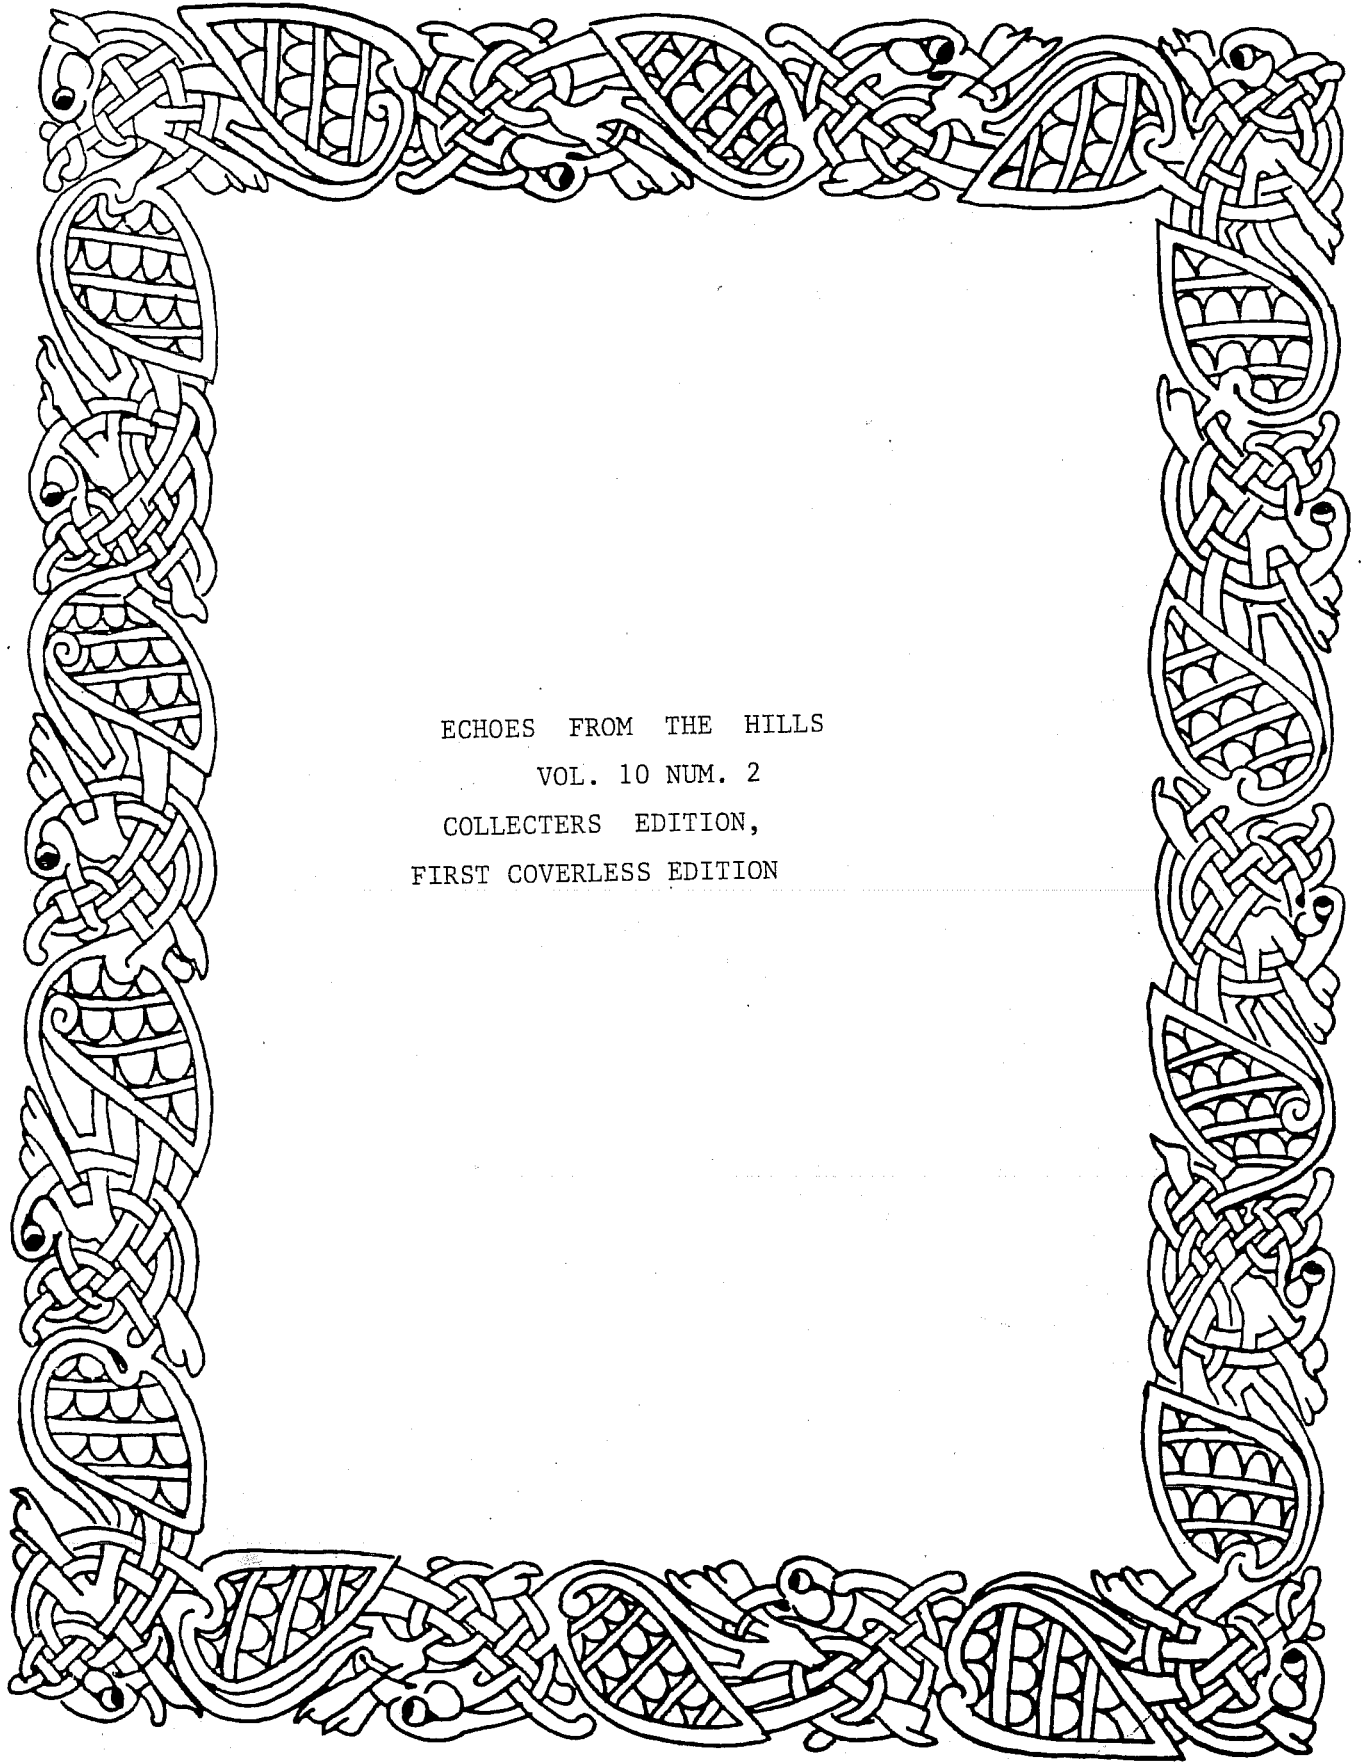 ECHOES FROM THE HILLS
VOL. 10 NUM. 2
COLLECTERS EDITION,
FIRST COVERLESS EDITION